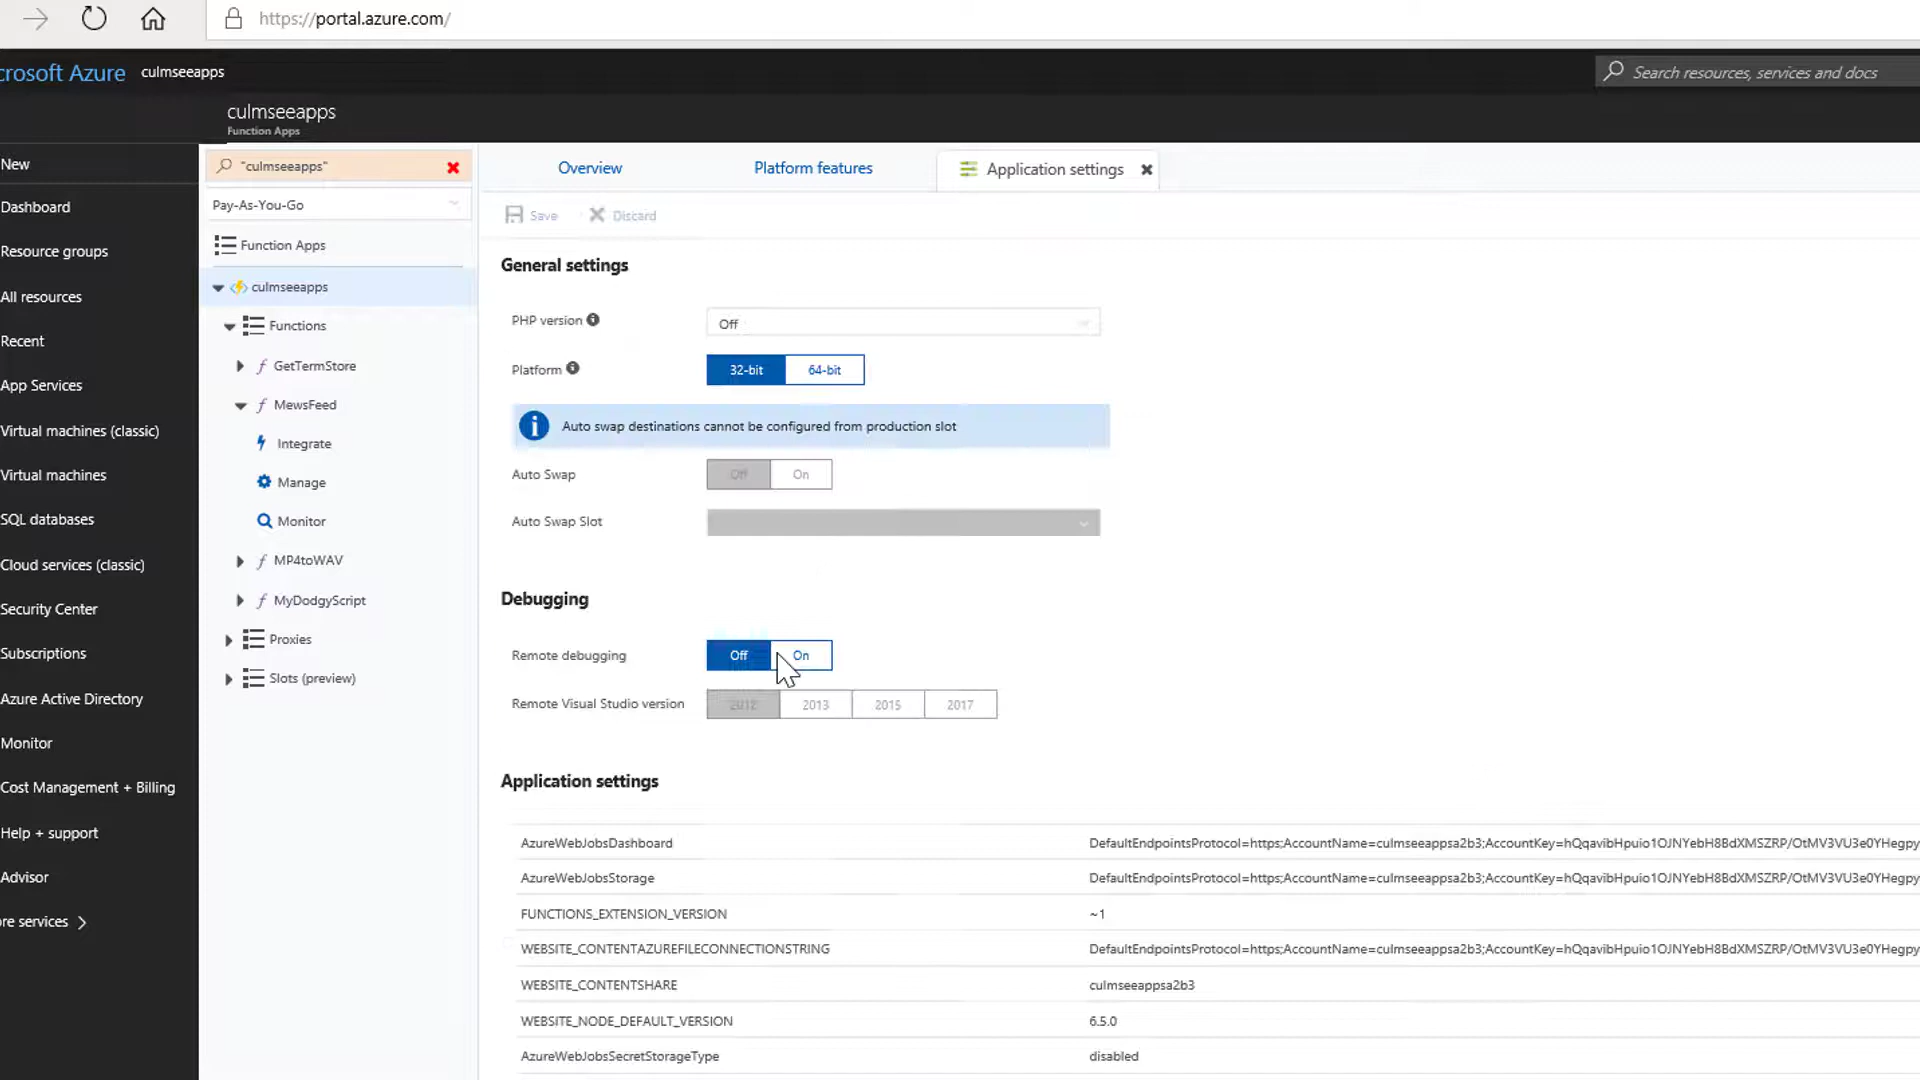 https://portal.azure.com/
crosoft Azure
culmseeapps
Search resources, services and docs
culmseeapps
Function Apps
New
Dashboard
Resource groups
All resources
Recent
App Services
Virtual machines (classic)
Virtual machines
SQL databases
Cloud services (classic)
Security Center
Subscriptions
Azure Active Directory
Monitor
Cost Management + Billing
Help + support
Advisor
re services
"culmseeapps"
Pay-As-You-Go
Function Apps
culmseeapps
Functions
GetTermStore
MewsFeed
Integrate
Manage
Monitor
MP4toWAV
MyDodgyScript
Proxies
Slots (preview)
Overview
Platform features
Application settings
Save
Discard
General settings
PHP version
Off
Platform
32-bit
64-bit
Auto swap destinations cannot be configured from production slot
Auto Swap
Off
On
Auto Swap Slot
Debugging
Remote debugging
Off
On
Remote Visual Studio version
2012
2013
2015
2017
Application settings
AzureWebJobsDashboard
DefaultEndpointsProtocol=https;AccountName=culmseeappsa2b3;AccountKey=hQqavibHpuio1OJNYebH8BdXMSZRP/OtMV3VU3e0YHegpy
AzureWebJobsStorage
DefaultEndpointsProtocol=https;AccountName=culmseeappsa2b3;AccountKey=hQqavibHpuio1OJNYebH8BdXMSZRP/OtMV3VU3e0YHegpy
FUNCTIONS_EXTENSION_VERSION
~1
WEBSITE_CONTENTAZUREFILECONNECTIONSTRING
DefaultEndpointsProtocol=https;AccountName=culmseeappsa2b3;AccountKey=hQqavibHpuio1OJNYebH8BdXMSZRP/OtMV3VU3e0YHegpy
WEBSITE_CONTENTSHARE
culmseeappsa2b3
WEBSITE_NODE_DEFAULT_VERSION
6.5.0
AzureWebJobsSecretStorageType
disabled